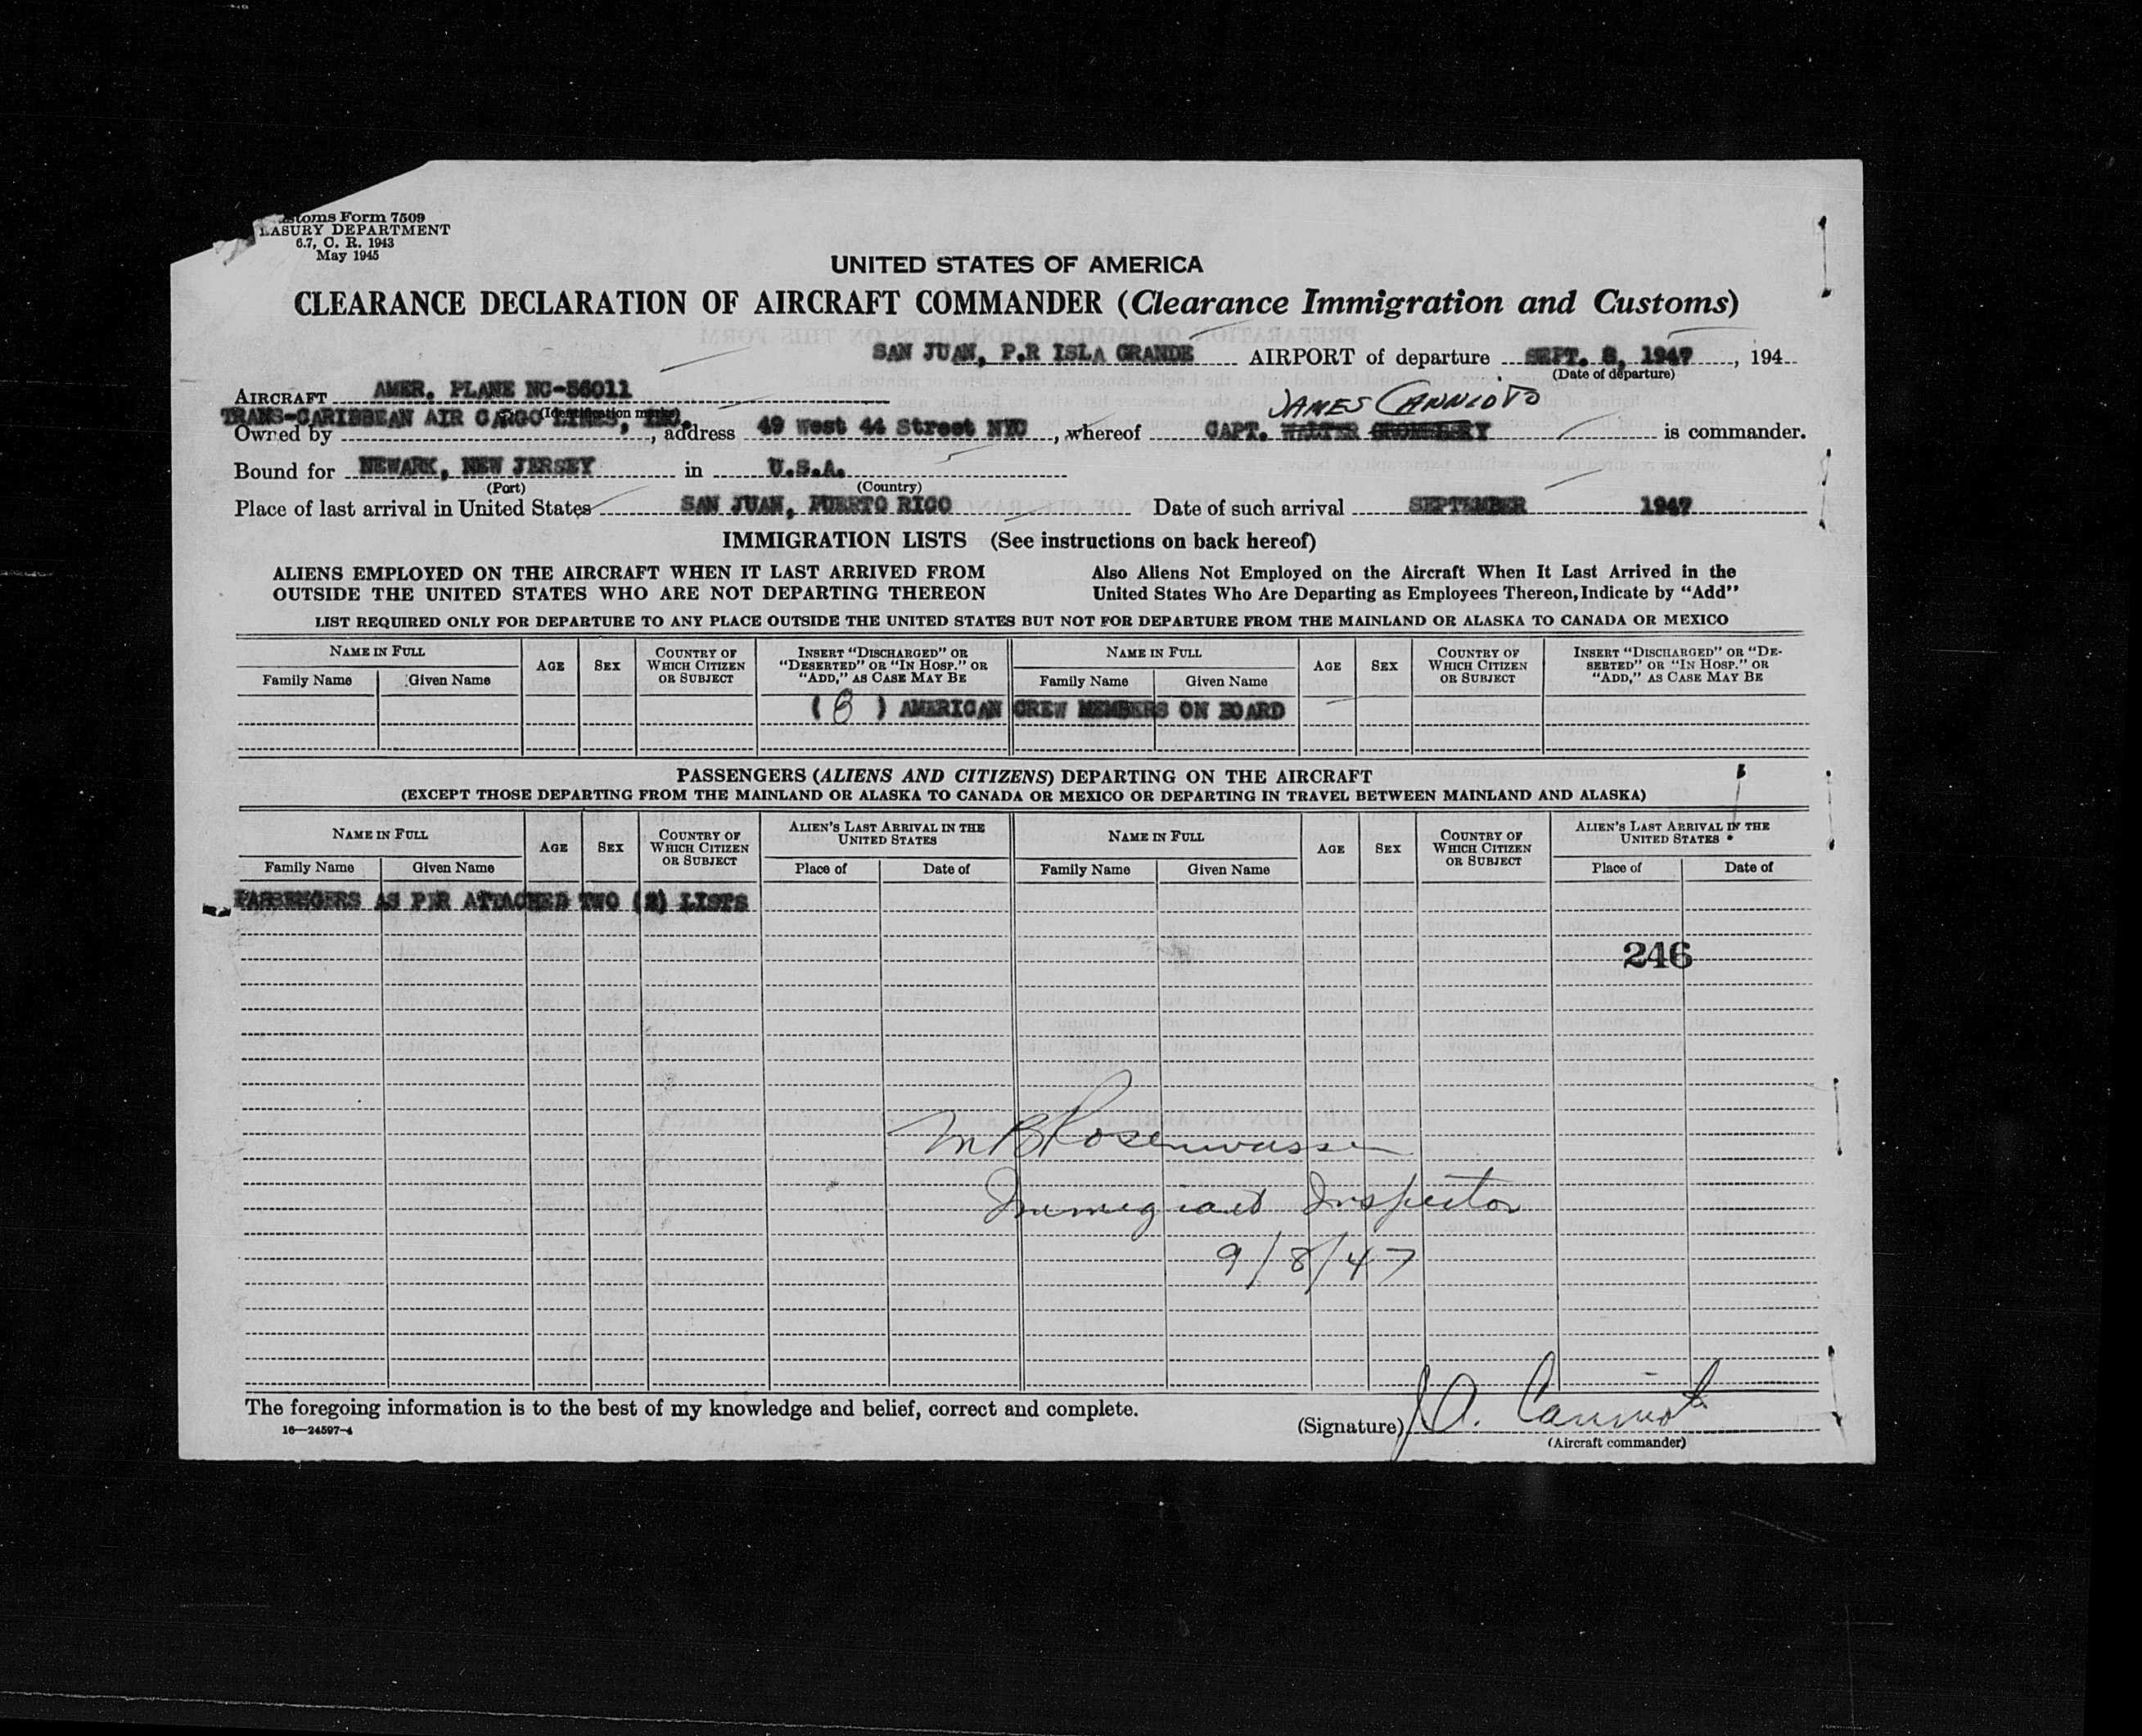 stoms Form 7509
EASURY DEPARTMENT
6.7, C. R. 1943
May 1945
UNITED STATES OF AMERICA
CLEARANCE DECLARATION OF AIRCRAFT COMMANDER (Clearance Immigration and Customs)
SAN JUAN, P.R ISLA GRANDE AIRPORT of departure SEPT. 8, 1947, 194
(Date of departure)
AIRCRAFT AMER. PLANE NC-56011
(Identification marks)
JAMES CANNIOTO
TRANS-CARIBBEAN AIR CARGO LINES, INC.
Owned by , address 49 West 44 Street NYC , whereof CAPT. WALTER is commander.
Bound for NEWARK, NEW JERSEY in U.S.A.
(Port) (Country)
Place of last arrival in United States SAN JUAN, PUERTO RICO Date of such arrival SEPTEMBER 1947
IMMIGRATION LISTS (See instructions on back hereof)
ALIENS EMPLOYED ON THE AIRCRAFT WHEN IT LAST ARRIVED FROM
OUTSIDE THE UNITED STATES WHO ARE NOT DEPARTING THEREON
Also Aliens Not Employed on the Aircraft When It Last Arrived in the
United States Who Are Departing as Employees Thereon, Indicate by "Add"
LIST REQUIRED ONLY FOR DEPARTURE TO ANY PLACE OUTSIDE THE UNITED STATES BUT NOT FOR DEPARTURE FROM THE MAINLAND OR ALASKA TO CANADA OR MEXICO
NAME IN FULL
Family Name Given Name
AGE
SEX
COUNTRY OF
WHICH CITIZEN
OR SUBJECT
INSERT "DISCHARGED" OR
"DESERTED" OR "IN HOSP." OR
"ADD," AS CASE MAY BE
NAME IN FULL
Family Name Given Name
AGE
SEX
COUNTRY OF
WHICH CITIZEN
OR SUBJECT
INSERT "DISCHARGED" OR "DE-
SERTED" OR "IN HOSP." OR
"ADD," AS CASE MAY BE
( ) AMERICAN CREW MEMBERS ON BOARD
PASSENGERS (ALIENS AND CITIZENS) DEPARTING ON THE AIRCRAFT
(EXCEPT THOSE DEPARTING FROM THE MAINLAND OR ALASKA TO CANADA OR MEXICO OR DEPARTING IN TRAVEL BETWEEN MAINLAND AND ALASKA)
NAME IN FULL
Family Name Given Name
AGE
SEX
COUNTRY OF
WHICH CITIZEN
OR SUBJECT
ALIEN'S LAST ARRIVAL IN THE
UNITED STATES
Place of Date of
NAME IN FULL
Family Name Given Name
AGE
SEX
COUNTRY OF
WHICH CITIZEN
OR SUBJECT
ALIEN'S LAST ARRIVAL IN THE
UNITED STATES
Place of Date of
PASSENGERS AS PER ATTACHED TWO (2) LISTS
246
M B Rosenwasser
Immigrant Inspector
9/8/47
The foregoing information is to the best of my knowledge and belief, correct and complete.
16—24597-4
(Signature) J.A. Cannioto
(Aircraft commander)